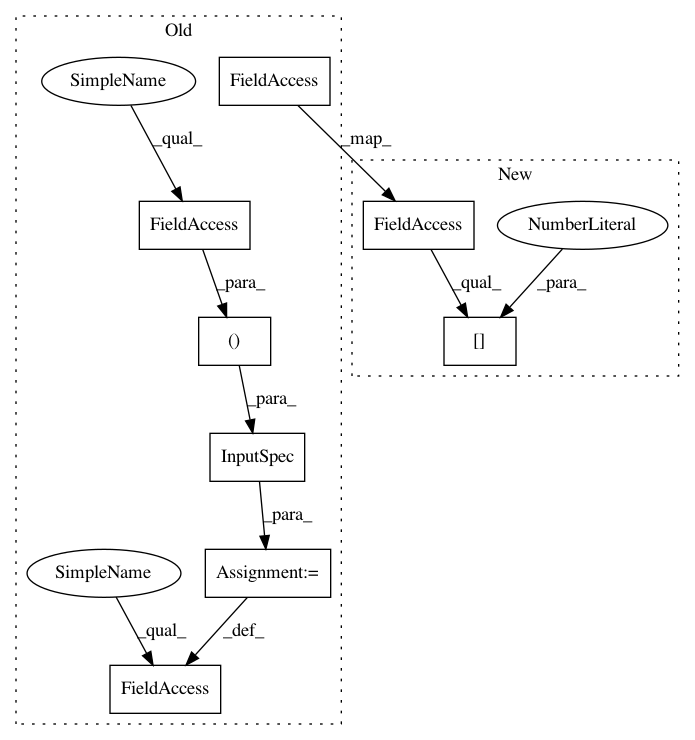 Old
SimpleName
FieldAccess
_qual_
_map_
New
FieldAccess
FieldAccess
NumberLiteral
_para_
_qual_
_para_
()
[]
_para_
InputSpec
_para_
SimpleName
Assignment:=
_qual_
_def_
FieldAccess